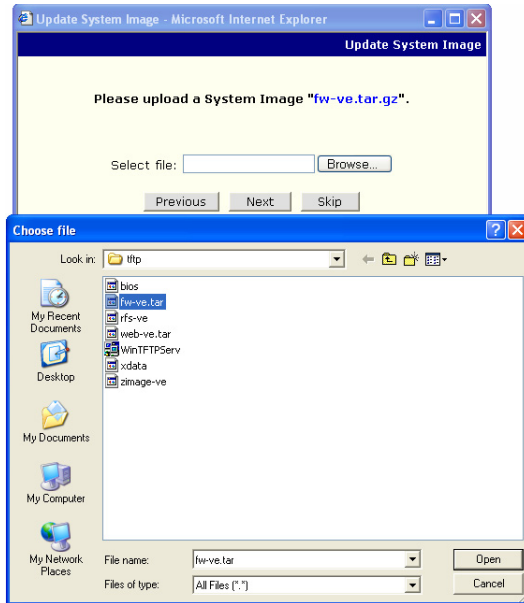 Update System Image - Microsoft Internet Explorer
Update System Image
Please upload a System Image "fw-ve.tar.gz".
Select file: Browse...
Previous Next Skip
Choose file
Look in: tftp
My Recent Documents
Desktop
My Documents
My Computer
My Network Places
bios
fw-ve.tar
rfs-ve
web-ve.tar
WinTFTPServ
xdata
zimage-ve
File name: fw-ve.tar Open
Files of type: All Files (*.*) Cancel